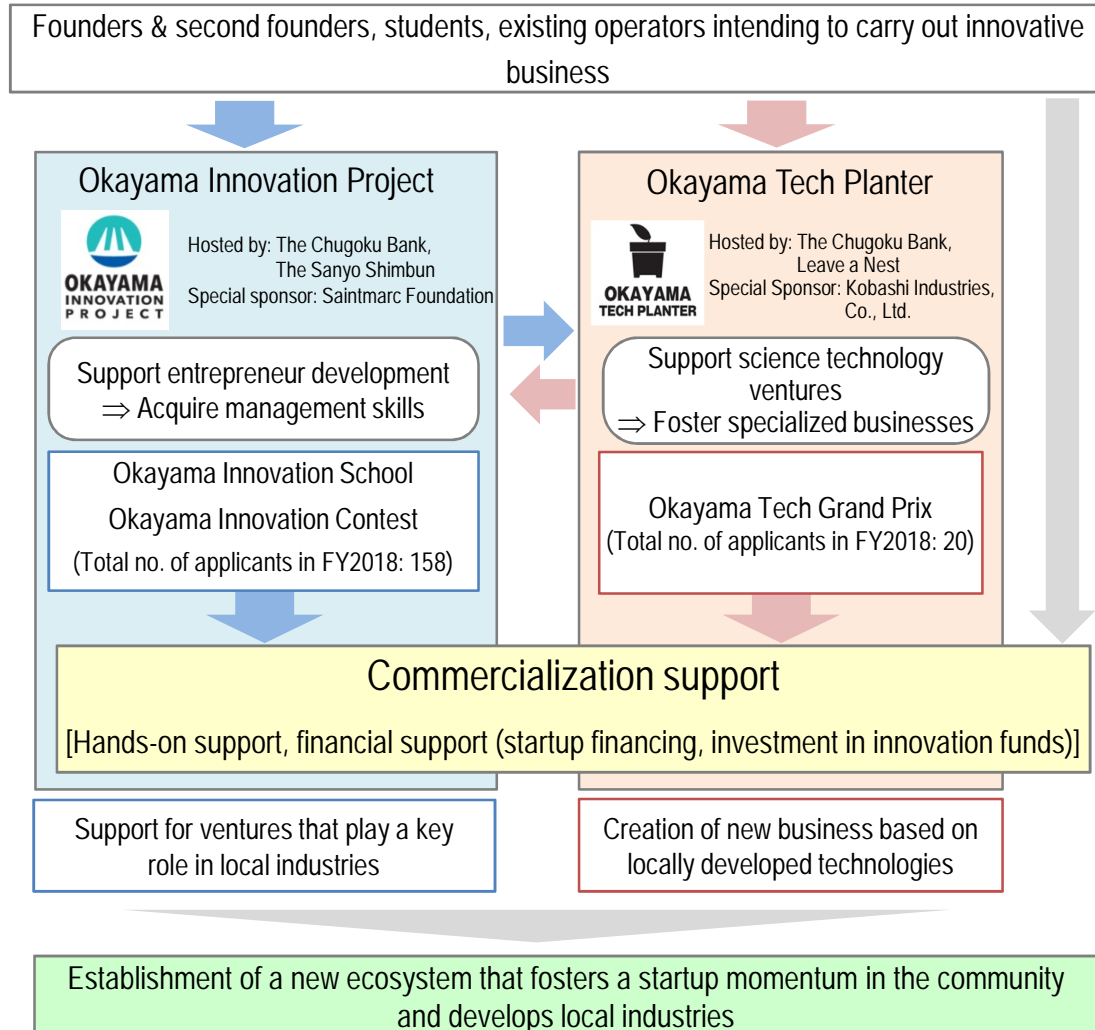 Founders & second founders, students, existing operators intending to carry out innovative
business
Okayama Innovation Project
OKAYAMA
INNOVATION
PROJECT
Hosted by: The Chugoku Bank,
The Sanyo Shimbun
Special sponsor: Saintmarc Foundation
Support entrepreneur development
⇒ Acquire management skills
Okayama Innovation School
Okayama Innovation Contest
(Total no. of applicants in FY2018: 158)
Okayama Tech Planter
OKAYAMA
TECH PLANTER
Hosted by: The Chugoku Bank,
Leave a Nest
Special Sponsor: Kobashi Industries,
Co., Ltd.
Support science technology
ventures
⇒ Foster specialized businesses
Okayama Tech Grand Prix
(Total no. of applicants in FY2018: 20)
Commercialization support
[Hands-on support, financial support (startup financing, investment in innovation funds)]
Support for ventures that play a key
role in local industries
Creation of new business based on
locally developed technologies
Establishment of a new ecosystem that fosters a startup momentum in the community
and develops local industries